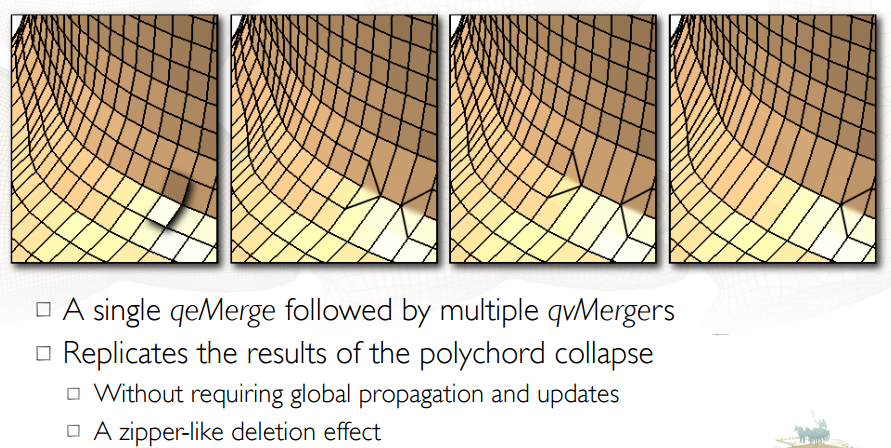 A single qeMerge followed by multiple qvMergers
Replicates the results of the polychord collapse
Without requiring global propagation and updates
A zipper-like deletion effect